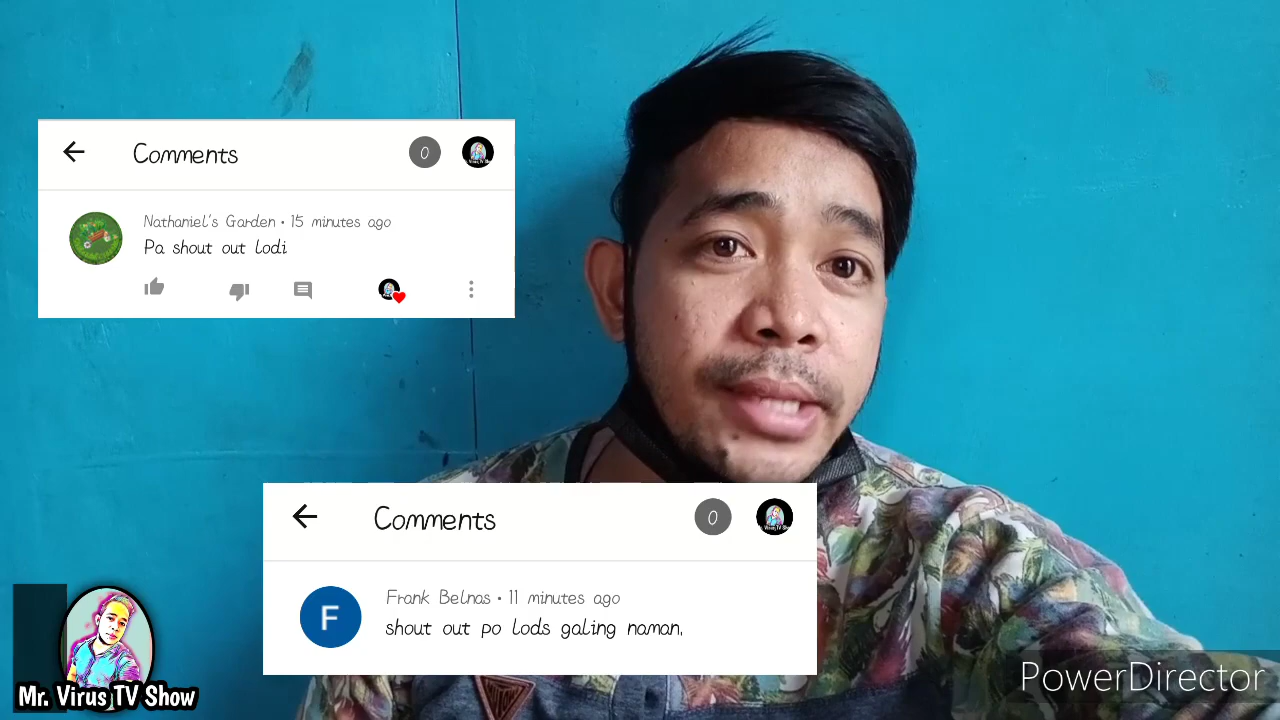 Comments
0
Nathaniel's Garden • 15 minutes ago
Pa shout out lodi
Comments
0
F
Frank Belnas • 11 minutes ago
shout out po lods galing naman.
Mr. Virus TV Show
PowerDirector